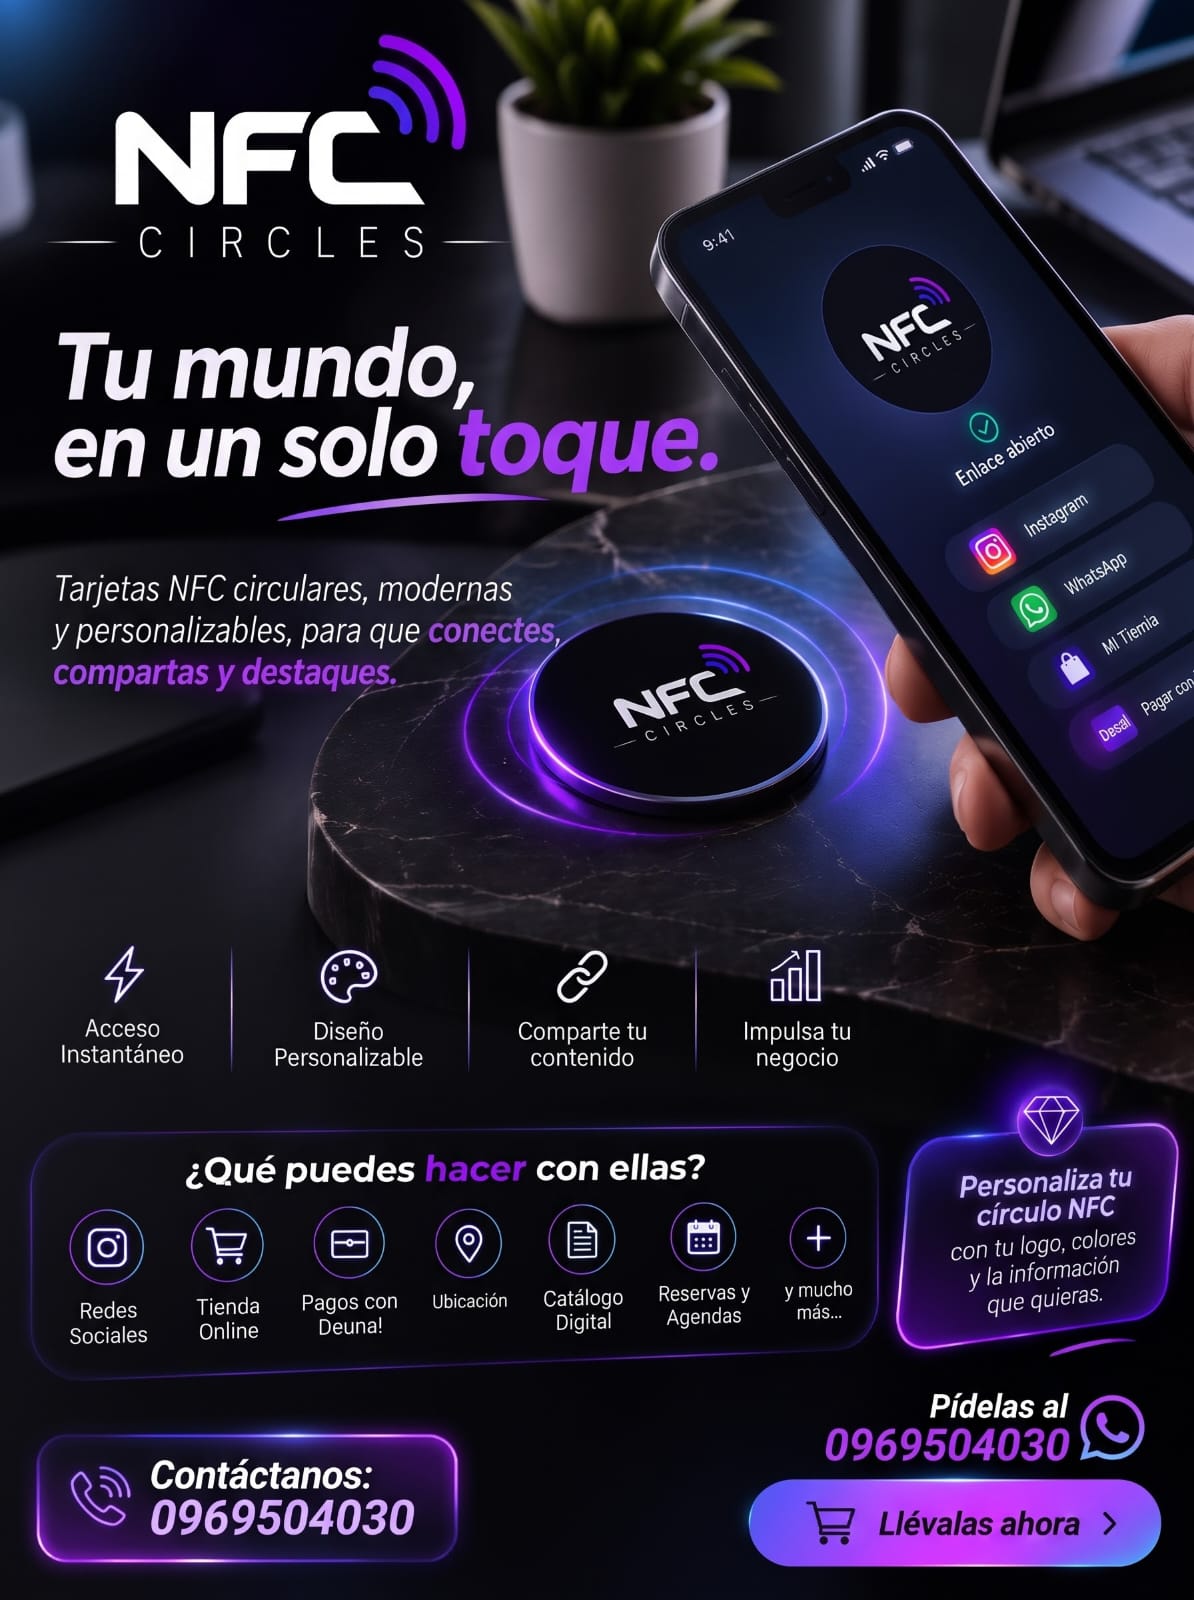 NFC
CIRCLES
Tu mundo,
en un solo toque.
Tarjetas NFC circulares, modernas
y personalizables, para que conectes,
compartas y destaques.
9:41
NFC
CIRCLES
Enlace abierto
Instagram
WhatsApp
MI Tiemia
Desal
Pagar con
NFC
CIRCLES
Acceso
Instantáneo
Diseño
Personalizable
Comparte tu
contenido
Impulsa tu
negocio
¿Qué puedes hacer con ellas?
Redes
Sociales
Tienda
Online
Pagos con
Deuna!
Ubicación
Catálogo
Digital
Reservas y
Agendas
y mucho
más...
Personaliza tu
círculo NFC
con tu logo, colores
y la información
que quieras.
Contáctanos:
0969504030
Pídelas al
0969504030
Llévalas ahora